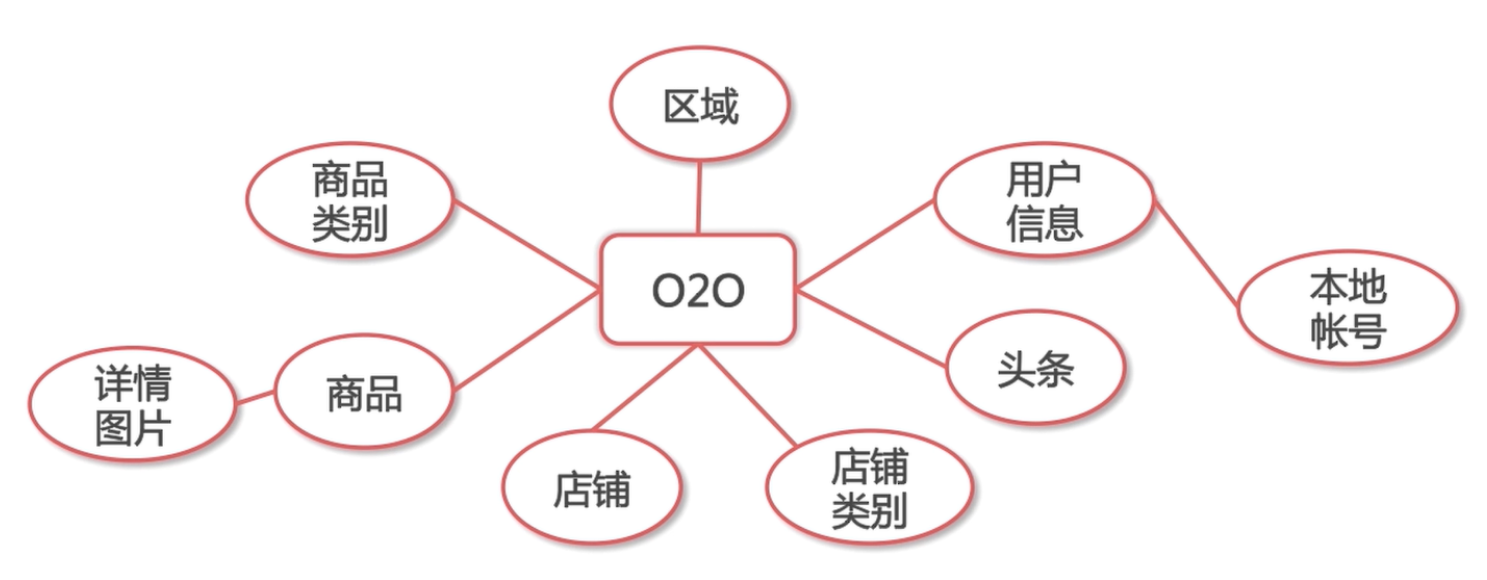 区域
商品
类别
用户
信息
O2O
本地
帐号
详情
图片
商品
头条
店铺
店铺
类别